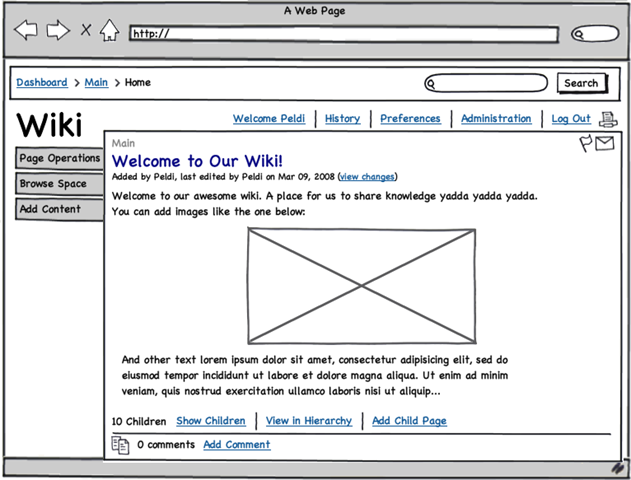 A Web Page
http://
Dashboard > Main > Home
Search
Wiki
Welcome Peldi | History | Preferences | Administration | Log Out
Page Operations
Browse Space
Add Content
Main
Welcome to Our Wiki!
Added by Peldi, last edited by Peldi on Mar 09, 2008 (view changes)
Welcome to our awesome wiki. A place for us to share knowledge yadda yadda yadda.
You can add images like the one below:
And other text lorem ipsum dolor sit amet, consectetur adipisicing elit, sed do
eiusmod tempor incididunt ut labore et dolore magna aliqua. Ut enim ad minim
veniam, quis nostrud exercitation ullamco laboris nisi ut aliquip...
10 Children Show Children | View in Hierarchy | Add Child Page
0 comments Add Comment